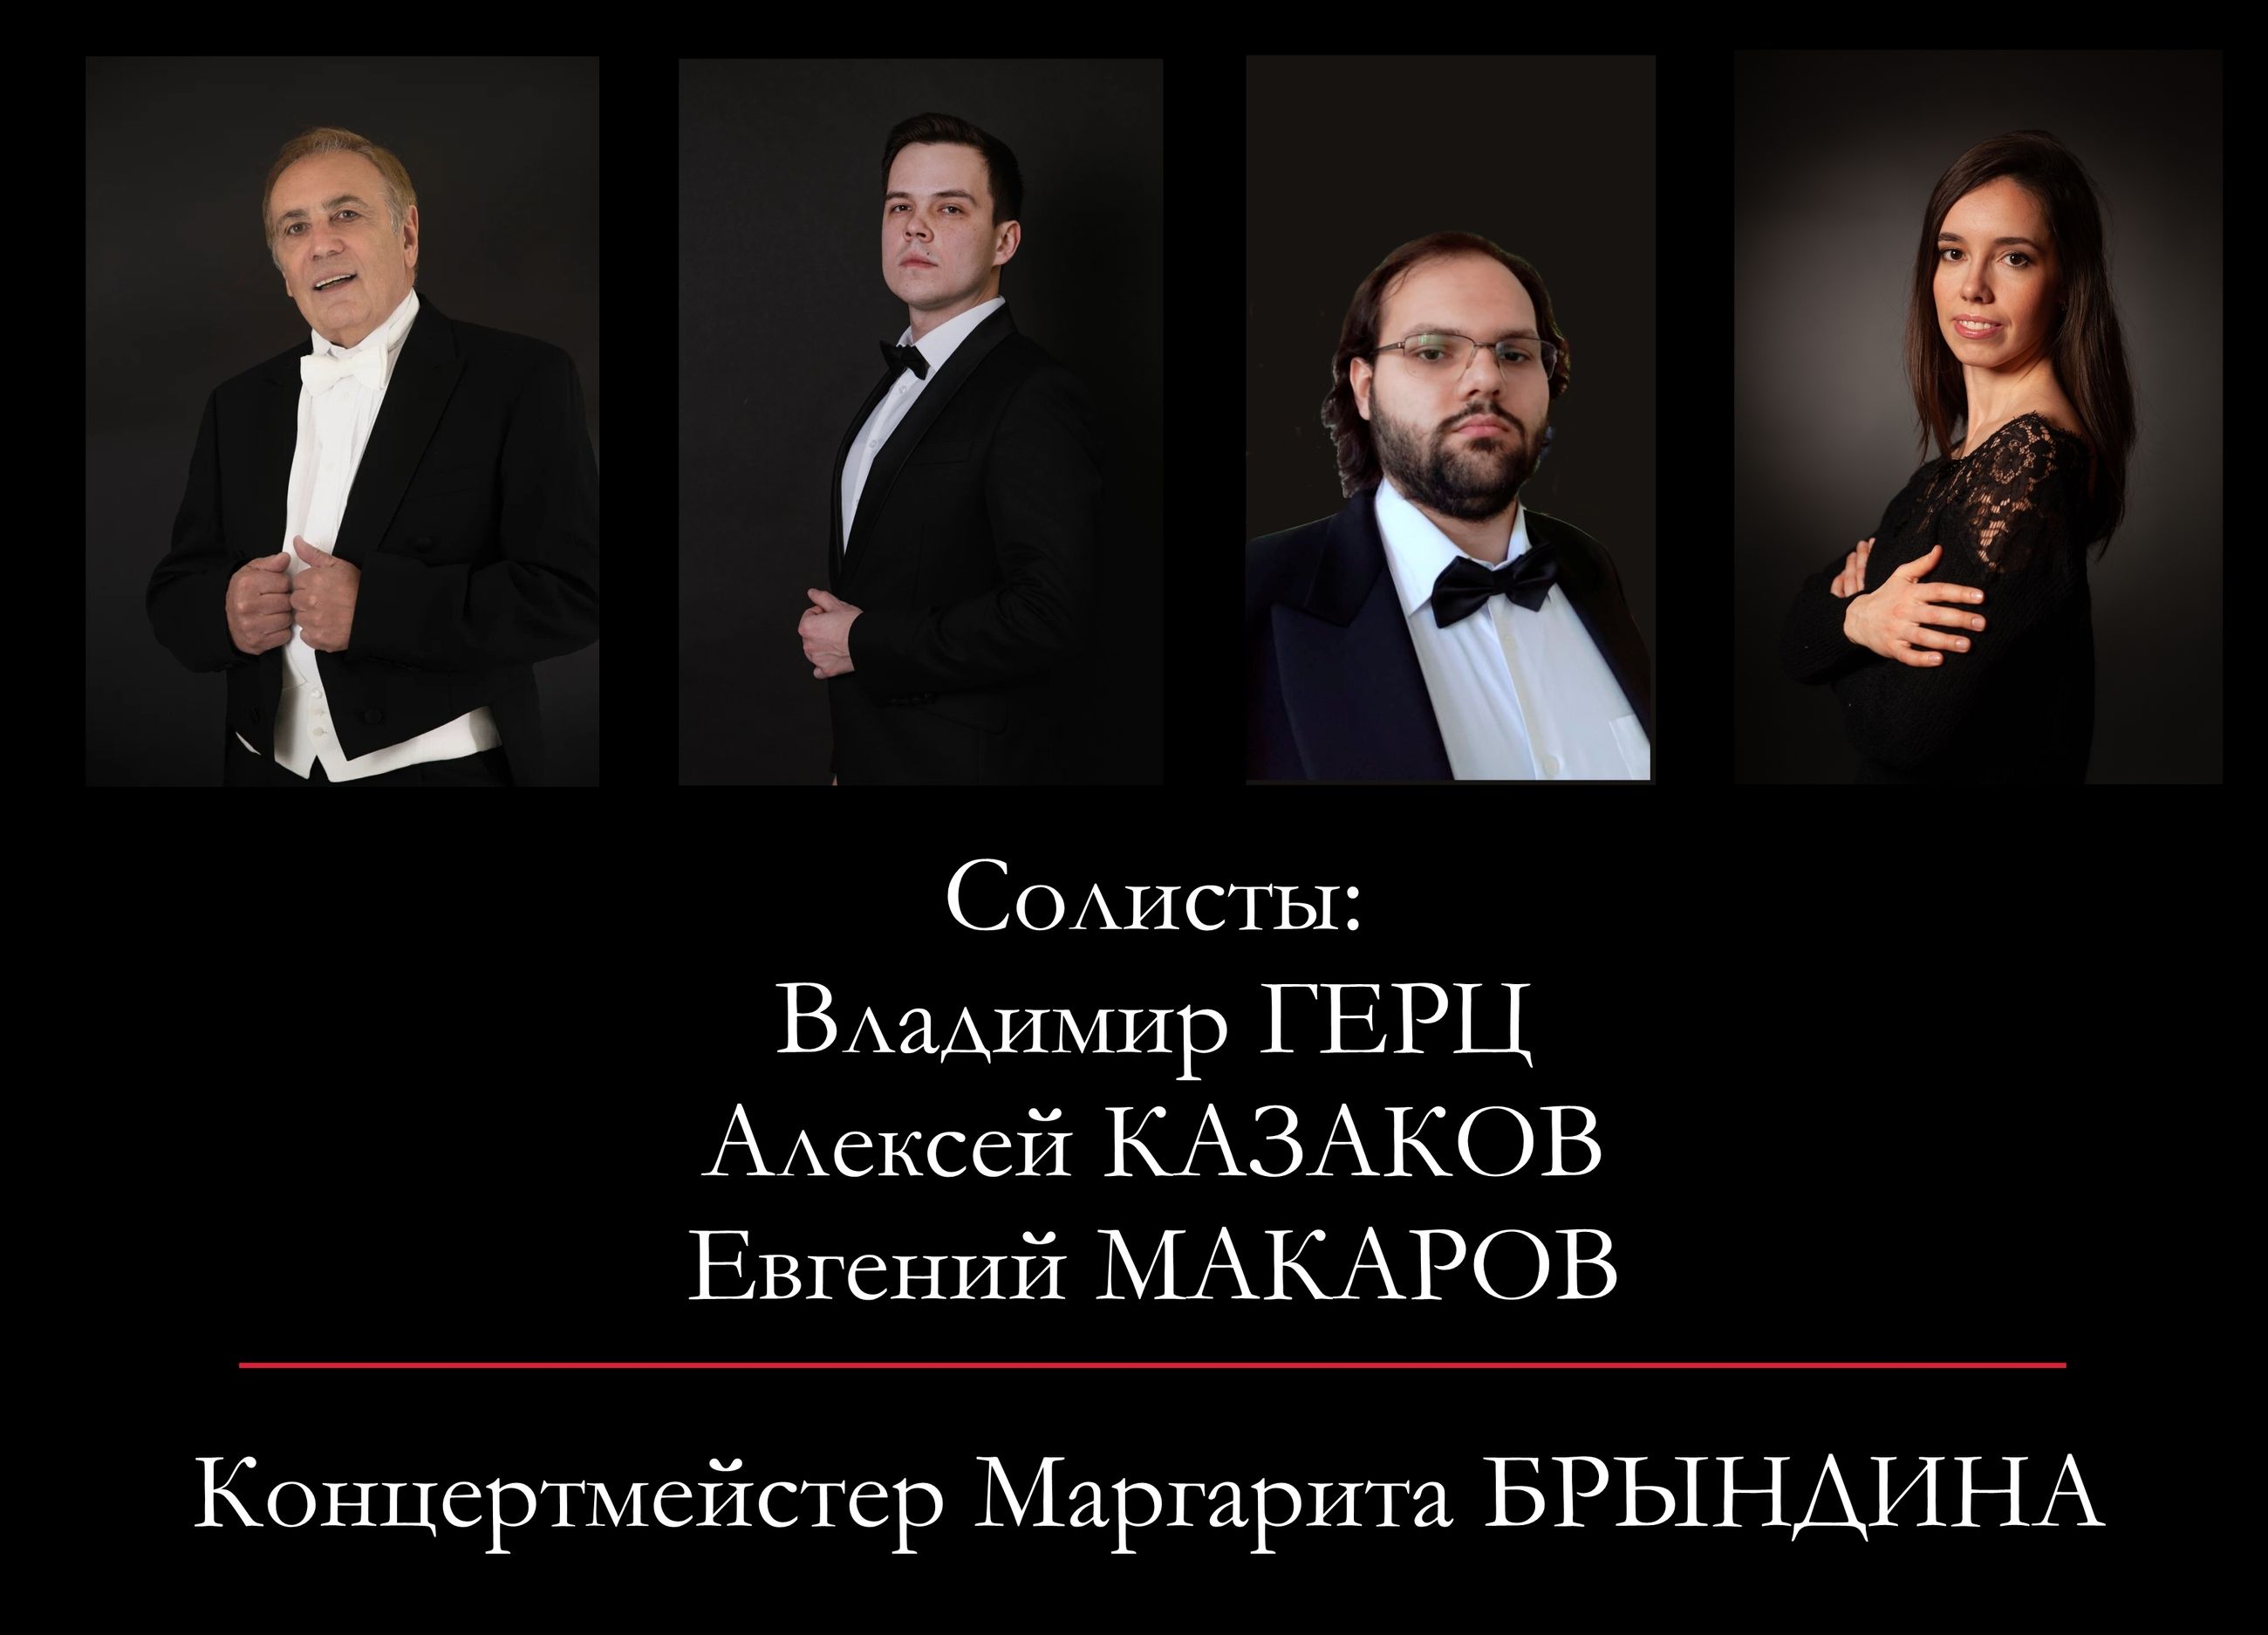 Солисты:
Владимир ГЕРЦ
Алексей КАЗАКОВ
Евгений МАКАРОВ
Концертмейстер Маргарита БРЫНДИНА